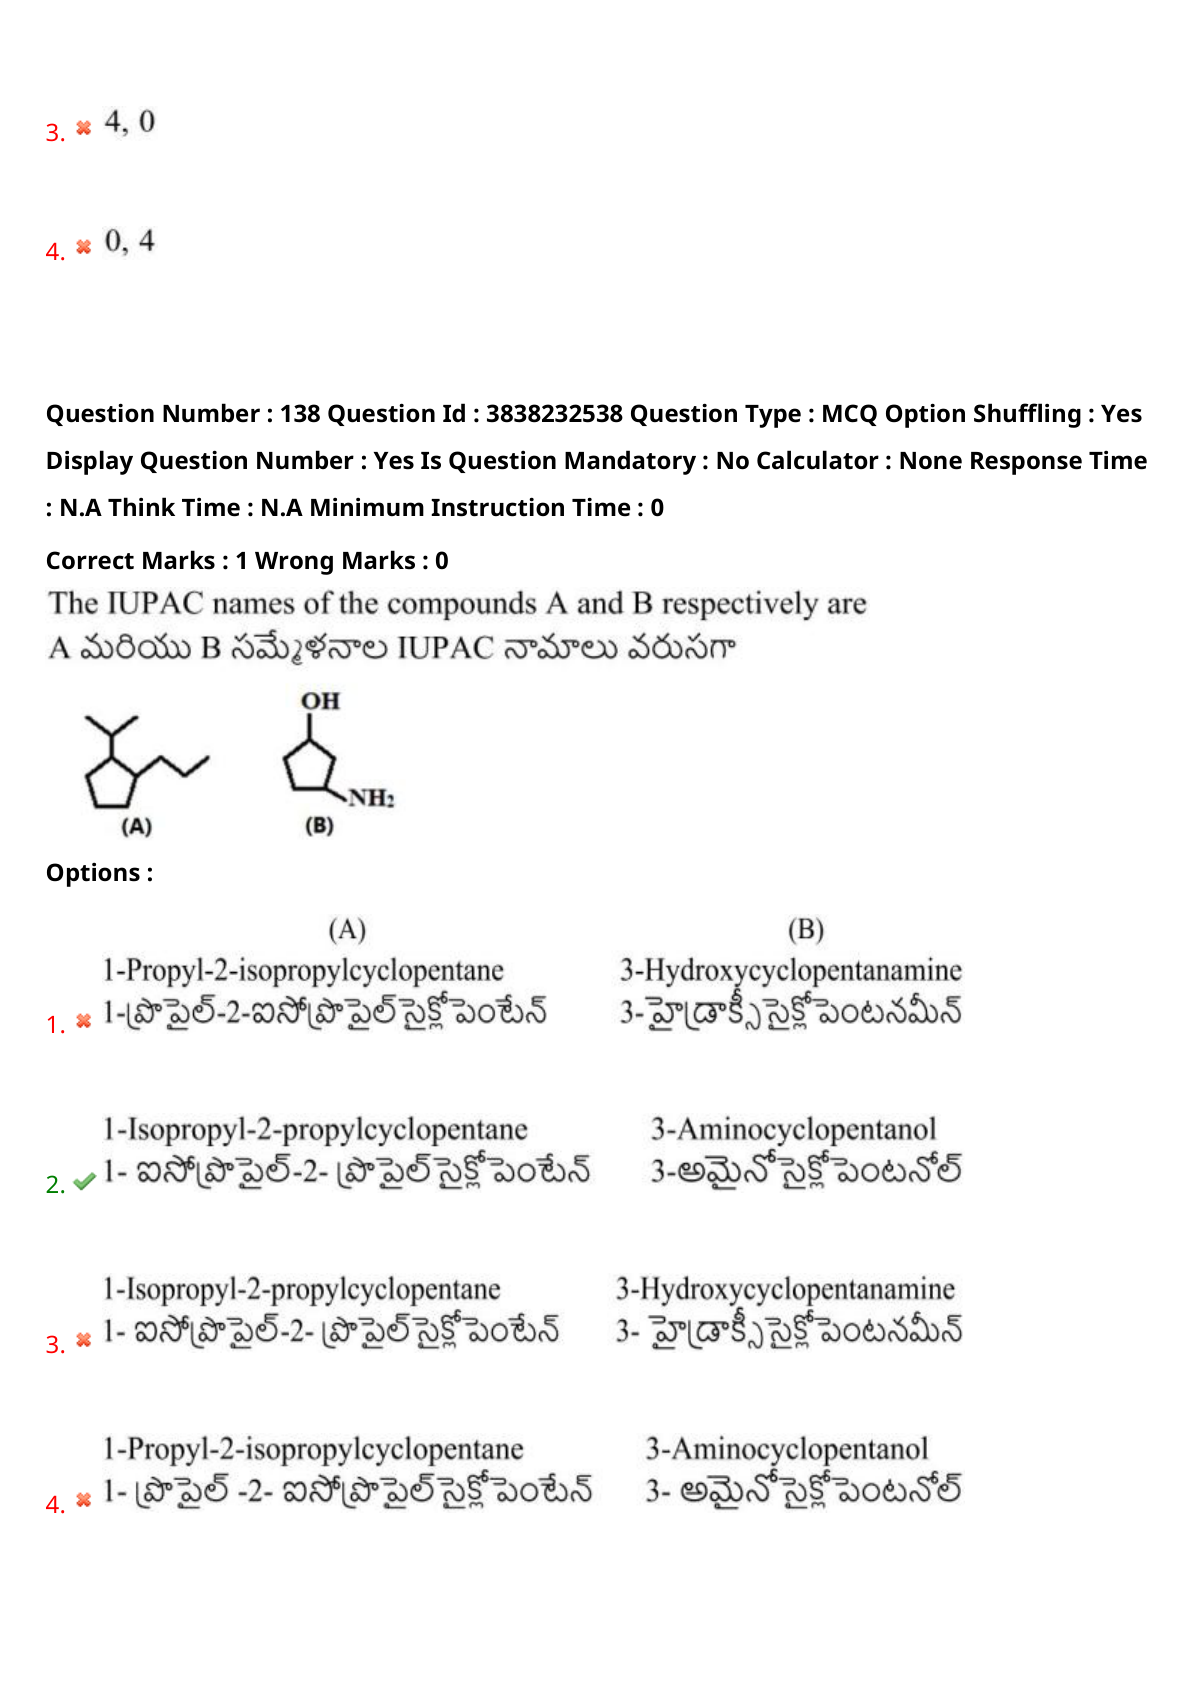 3. 4, 0
4. 0, 4
Question Number : 138 Question Id : 3838232538 Question Type : MCQ Option Shuffling : Yes
Display Question Number : Yes Is Question Mandatory : No Calculator : None Response Time
: N.A Think Time : N.A Minimum Instruction Time : 0
Correct Marks : 1 Wrong Marks : 0
The IUPAC names of the compounds A and B respectively are
A మరియు B సమ్మేళనాల IUPAC నామాలు వరుసగా
OH
NH₂
(A) (B)
Options :
(A) (B)
1-Propyl-2-isopropylcyclopentane 3-Hydroxycyclopentanamine
1. 1-ప్రొపైల్-2-ఐసోప్రొపైల్‌సైక్లోపెంటేన్ 3-హైడ్రాక్సీసైక్లోపెంటనమీన్
1-Isopropyl-2-propylcyclopentane 3-Aminocyclopentanol
2. 1- ఐసోప్రొపైల్-2- ప్రొపైల్‌సైక్లోపెంటేన్ 3-అమైనోసైక్లోపెంటనోల్
1-Isopropyl-2-propylcyclopentane 3-Hydroxycyclopentanamine
3. 1- ఐసోప్రొపైల్-2- ప్రొపైల్‌సైక్లోపెంటేన్ 3- హైడ్రాక్సీసైక్లోపెంటనమీన్
1-Propyl-2-isopropylcyclopentane 3-Aminocyclopentanol
4. 1- ప్రొపైల్ -2- ఐసోప్రొపైల్‌సైక్లోపెంటేన్ 3- అమైనోసైక్లోపెంటనోల్